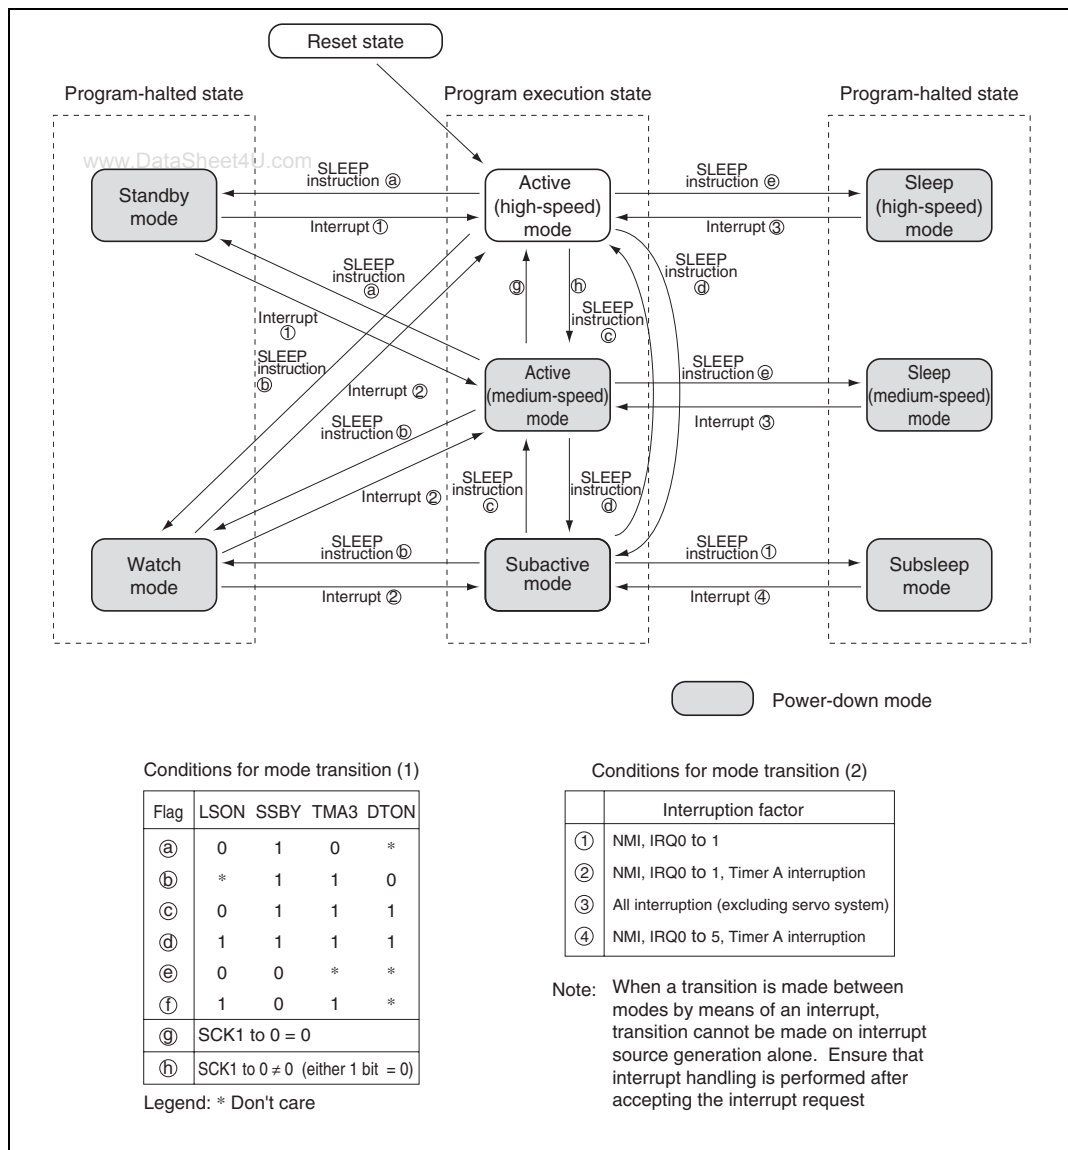 Reset state
Program-halted state
Program execution state
Program-halted state
www.DataSheet4U.com
Standby
mode
SLEEP
instruction ⓐ
Interrupt ①
Active
(high-speed)
mode
SLEEP
instruction ⓔ
Interrupt ③
Sleep
(high-speed)
mode
SLEEP
instruction
ⓐ
Interrupt
①
SLEEP
instruction
ⓑ
Interrupt ②
ⓖ
ⓗ
SLEEP
instruction
ⓓ
SLEEP
instruction
ⓒ
Active
(medium-speed)
mode
SLEEP
instruction ⓔ
Interrupt ③
Sleep
(medium-speed)
mode
SLEEP
instruction ⓑ
Interrupt ②
SLEEP
instruction
ⓒ
SLEEP
instruction
ⓓ
Watch
mode
SLEEP
instruction ⓑ
Interrupt ②
Subactive
mode
SLEEP
instruction ①
Interrupt ④
Subsleep
mode
Power-down mode
Conditions for mode transition (1)
Flag LSON SSBY TMA3 DTON
ⓐ 0 1 0 *
ⓑ * 1 1 0
ⓒ 0 1 1 1
ⓓ 1 1 1 1
ⓔ 0 0 * *
ⓕ 1 0 1 *
ⓖ SCK1 to 0 = 0
ⓗ SCK1 to 0 ≠ 0 (either 1 bit = 0)
Legend: * Don't care
Conditions for mode transition (2)
Interruption factor
① NMI, IRQ0 to 1
② NMI, IRQ0 to 1, Timer A interruption
③ All interruption (excluding servo system)
④ NMI, IRQ0 to 5, Timer A interruption
Note: When a transition is made between
modes by means of an interrupt,
transition cannot be made on interrupt
source generation alone. Ensure that
interrupt handling is performed after
accepting the interrupt request